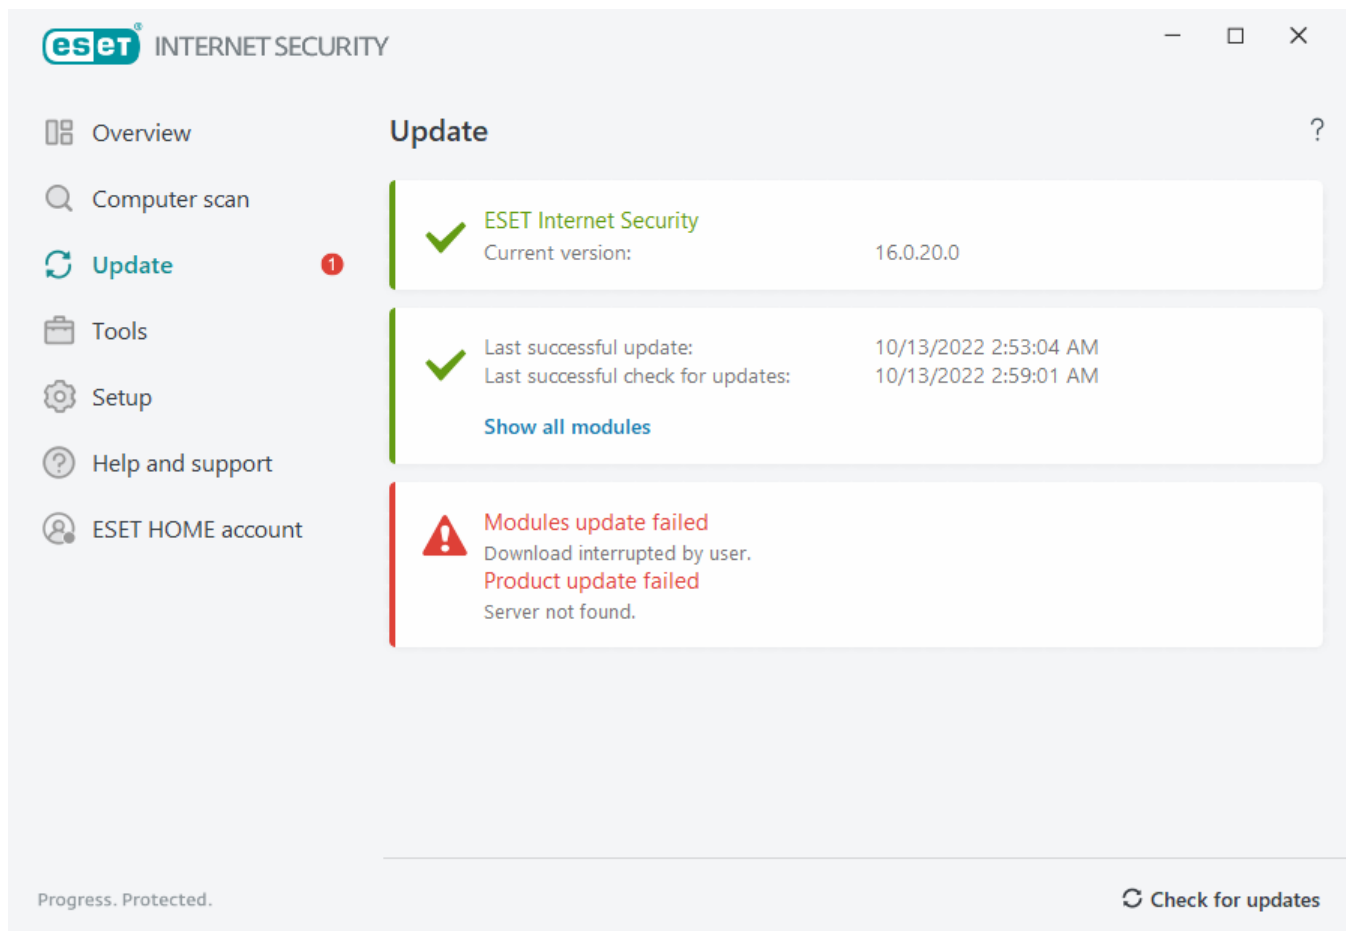 eset® INTERNET SECURITY
Overview
Computer scan
Update 1
Tools
Setup
Help and support
ESET HOME account
Update ?
ESET Internet Security
Current version: 16.0.20.0
Last successful update: 10/13/2022 2:53:04 AM
Last successful check for updates: 10/13/2022 2:59:01 AM
Show all modules
Modules update failed
Download interrupted by user.
Product update failed
Server not found.
Progress. Protected.
Check for updates